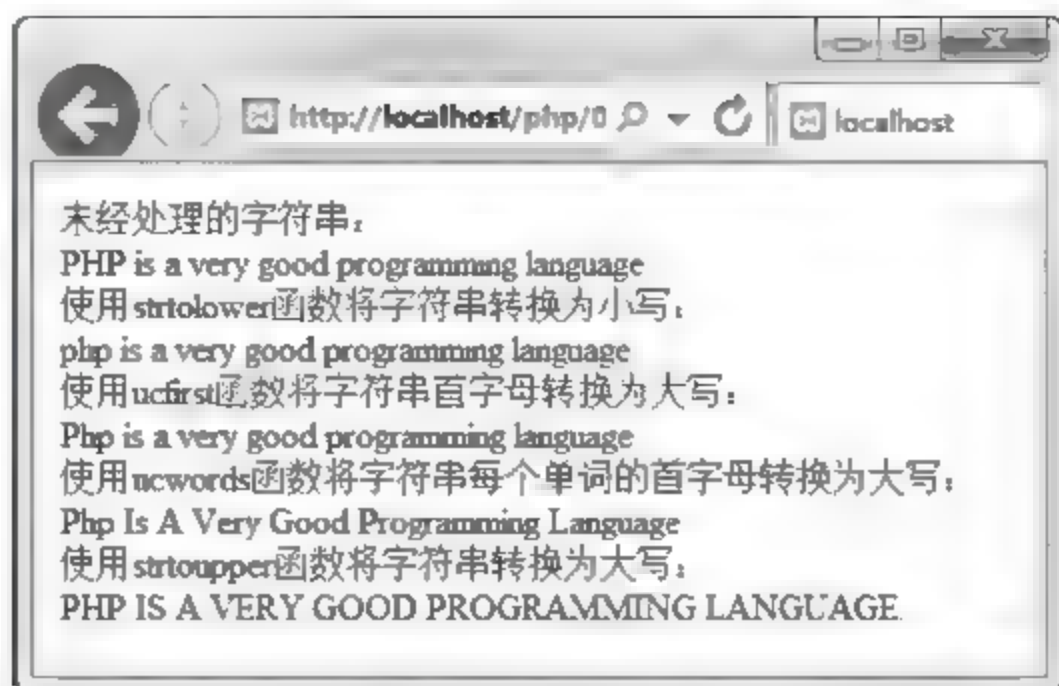 http://localhost/php/0
localhost
未经处理的字符串：
PHP is a very good programming language
使用strtolower函数将字符串转换为小写：
php is a very good programming language
使用ucfirst函数将字符串首字母转换为大写：
Php is a very good programming language
使用ucwords函数将字符串每个单词的首字母转换为大写：
Php Is A Very Good Programming Language
使用strtoupper函数将字符串转换为大写：
PHP IS A VERY GOOD PROGRAMMING LANGUAGE